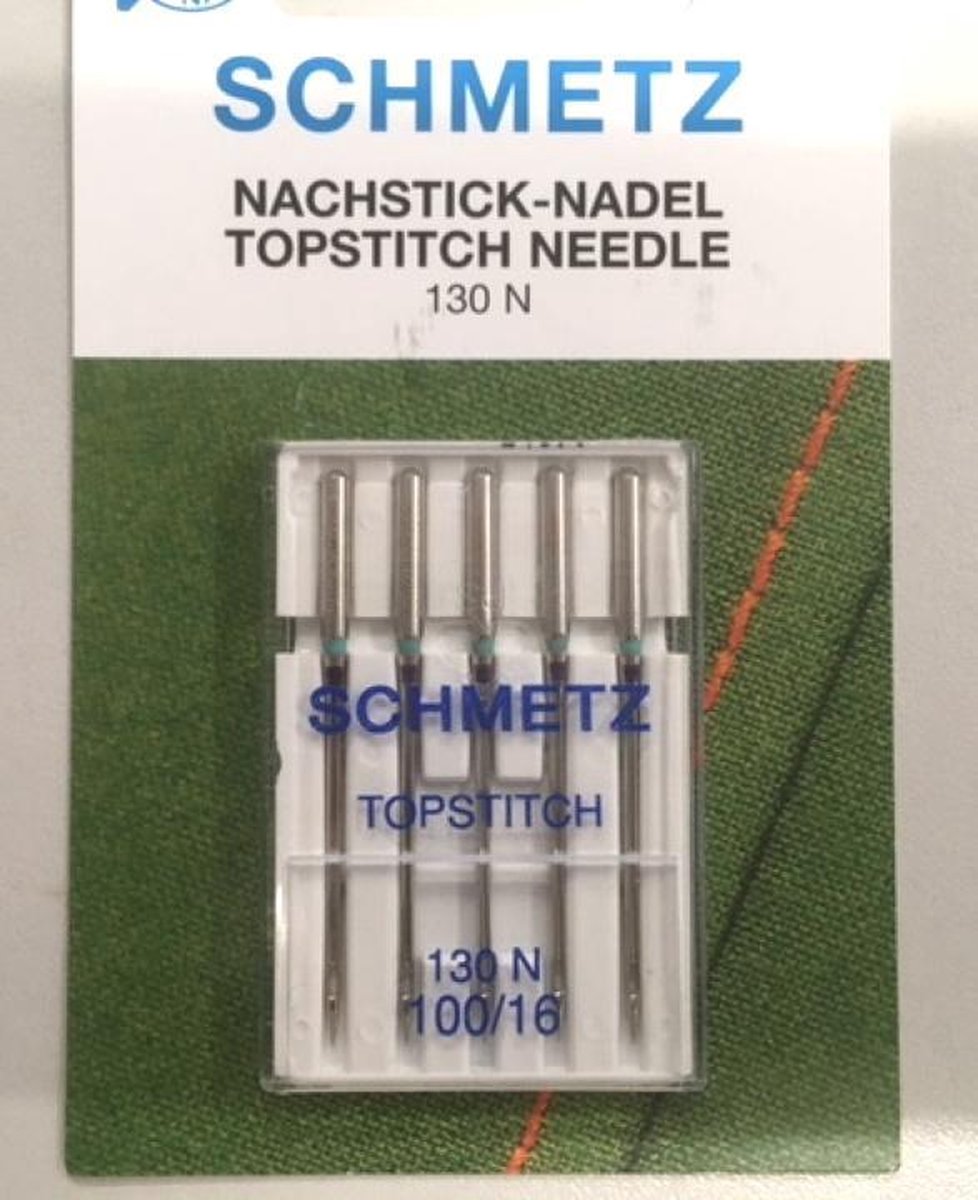 SCHMETZ
NACHSTICK-NADEL
TOPSTITCH NEEDLE
130 N
SCHMETZ
TOPSTITCH
130 N
100/16